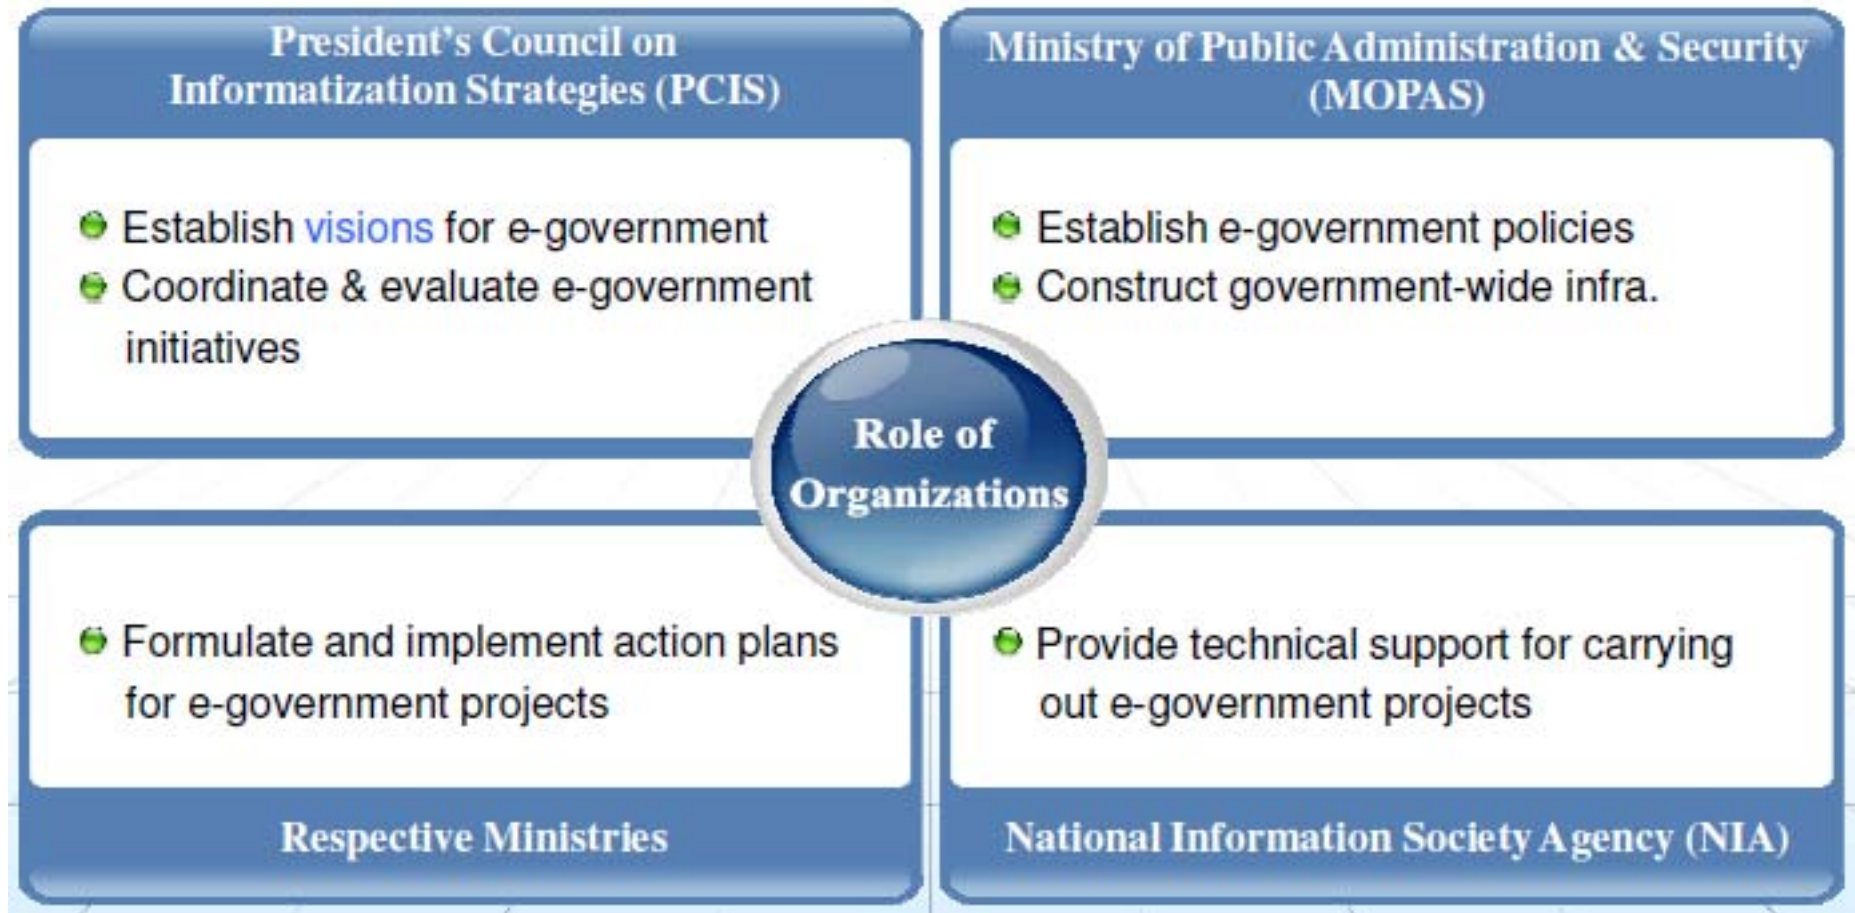 President's Council on
Informatization Strategies (PCIS)
Establish visions for e-government
Coordinate & evaluate e-government
initiatives
Ministry of Public Administration & Security
(MOPAS)
Establish e-government policies
Construct government-wide infra.
Role of
Organizations
Formulate and implement action plans
for e-government projects
Respective Ministries
Provide technical support for carrying
out e-government projects
National Information Society Agency (NIA)